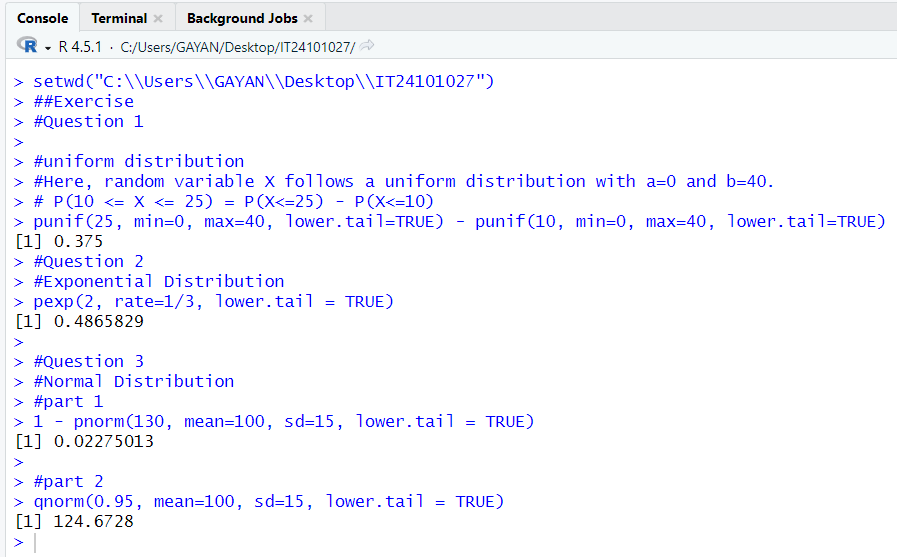 Console Terminal Background Jobs
R R 4.5.1 · C:/Users/GAYAN/Desktop/IT24101027/
> setwd("C:\\Users\\GAYAN\\Desktop\\IT24101027")
> ##Exercise
> #Question 1
>
> #uniform distribution
> #Here, random variable X follows a uniform distribution with a=0 and b=40.
> # P(10 <= X <= 25) = P(X<=25) - P(X<=10)
> punif(25, min=0, max=40, lower.tail=TRUE) - punif(10, min=0, max=40, lower.tail=TRUE)
[1] 0.375
> #Question 2
> #Exponential Distribution
> pexp(2, rate=1/3, lower.tail = TRUE)
[1] 0.4865829
>
> #Question 3
> #Normal Distribution
> #part 1
> 1 - pnorm(130, mean=100, sd=15, lower.tail = TRUE)
[1] 0.02275013
>
> #part 2
> qnorm(0.95, mean=100, sd=15, lower.tail = TRUE)
[1] 124.6728
>